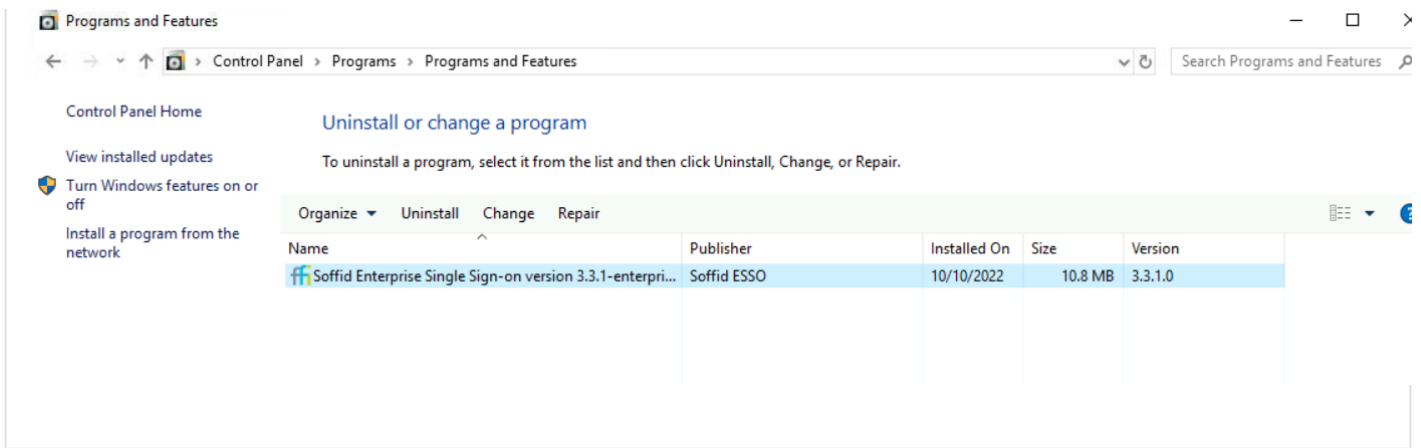 Programs and Features
Control Panel > Programs > Programs and Features
Search Programs and Features
Control Panel Home
View installed updates
Turn Windows features on or
off
Install a program from the
network
Uninstall or change a program
To uninstall a program, select it from the list and then click Uninstall, Change, or Repair.
Organize Uninstall Change Repair
Name Publisher Installed On Size Version
Soffid Enterprise Single Sign-on version 3.3.1-enterpri... Soffid ESSO 10/10/2022 10.8 MB 3.3.1.0